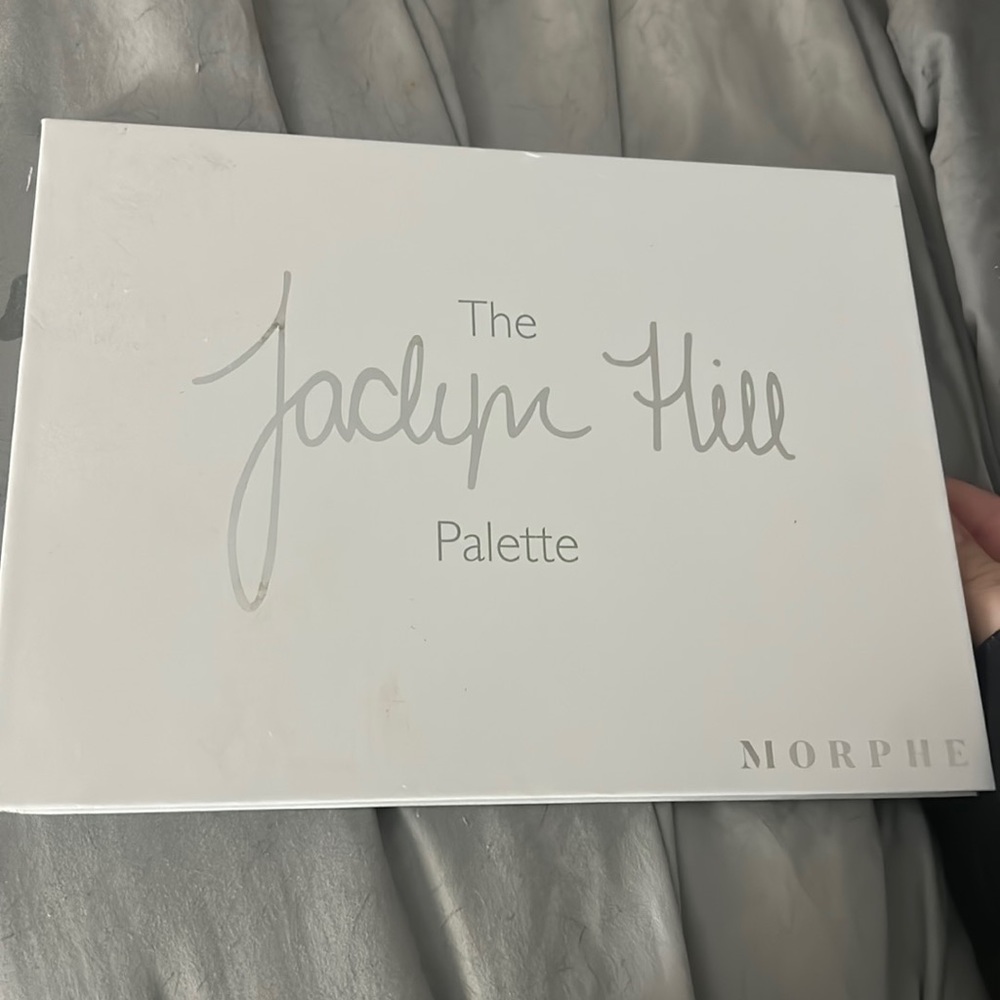 The
Jaclyn Hill
Palette
MORPHE